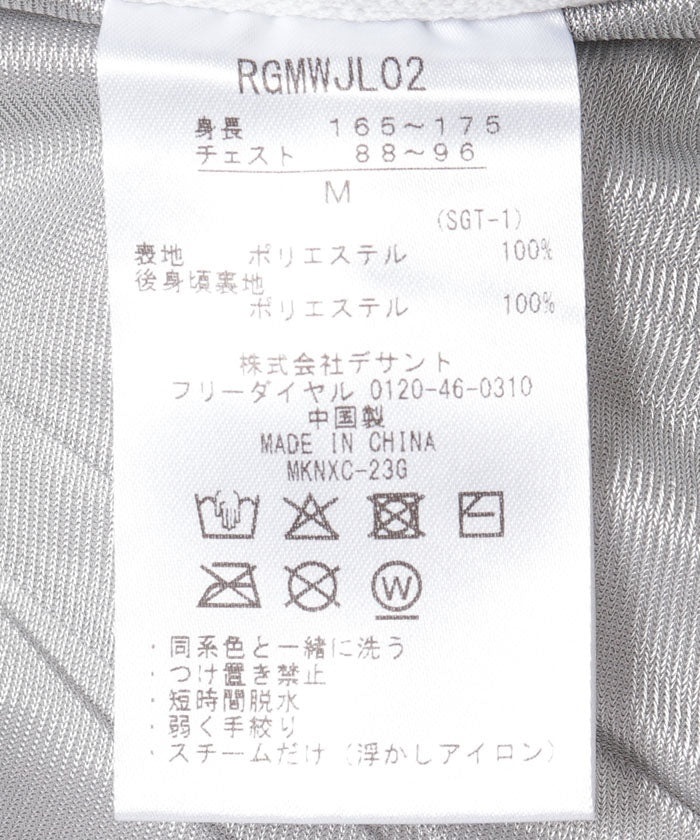 RGMWJL02
身長 165~175
チェスト 88~96
M
(SGT-1)
表地 ポリエステル 100%
後身頃裏地
ポリエステル 100%
株式会社デサント
フリーダイヤル 0120-46-0310
中国製
MADE IN CHINA
MKNXC-23G
W
・同系色と一緒に洗う
・つけ置き禁止
・短時間脱水
・弱く手絞り
・スチームだけ(浮かしアイロン)